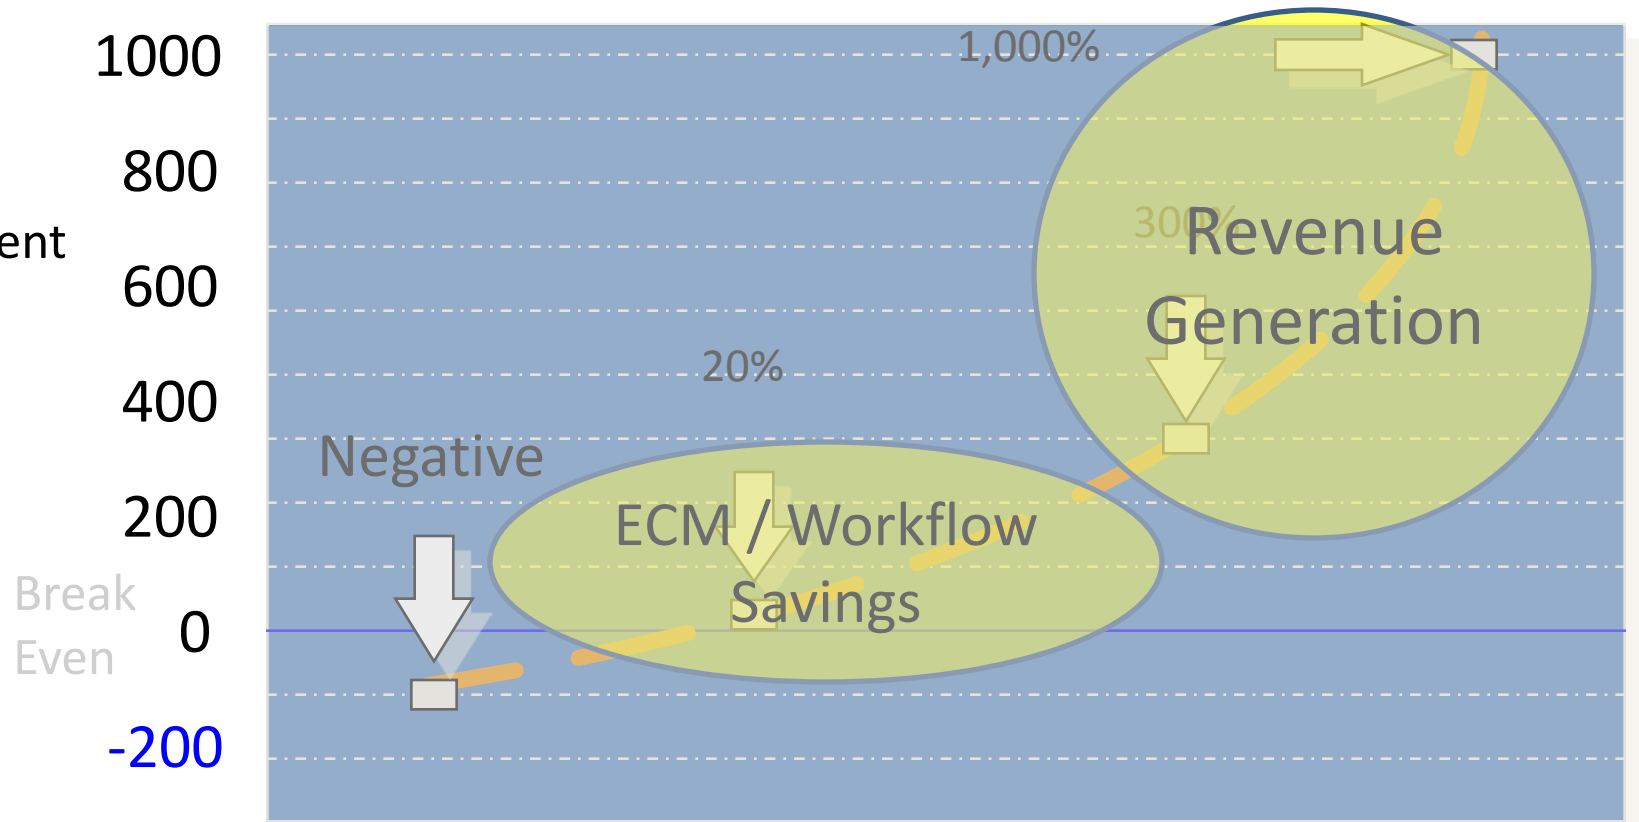 1000
1,000%
800
300%
Revenue
ent
600
Generation
20%
400
Negative
200
ECM / Workflow
Break
Savings
0
Even
-200